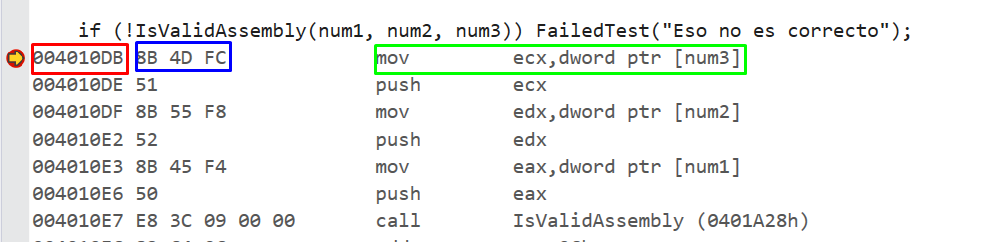 if (!IsValidAssembly(num1, num2, num3)) FailedTest("Eso no es correcto");
004010DB 8B 4D FC mov ecx,dword ptr [num3]
004010DE 51 push ecx
004010DF 8B 55 F8 mov edx,dword ptr [num2]
004010E2 52 push edx
004010E3 8B 45 F4 mov eax,dword ptr [num1]
004010E6 50 push eax
004010E7 E8 3C 09 00 00 call IsValidAssembly (0401A28h)